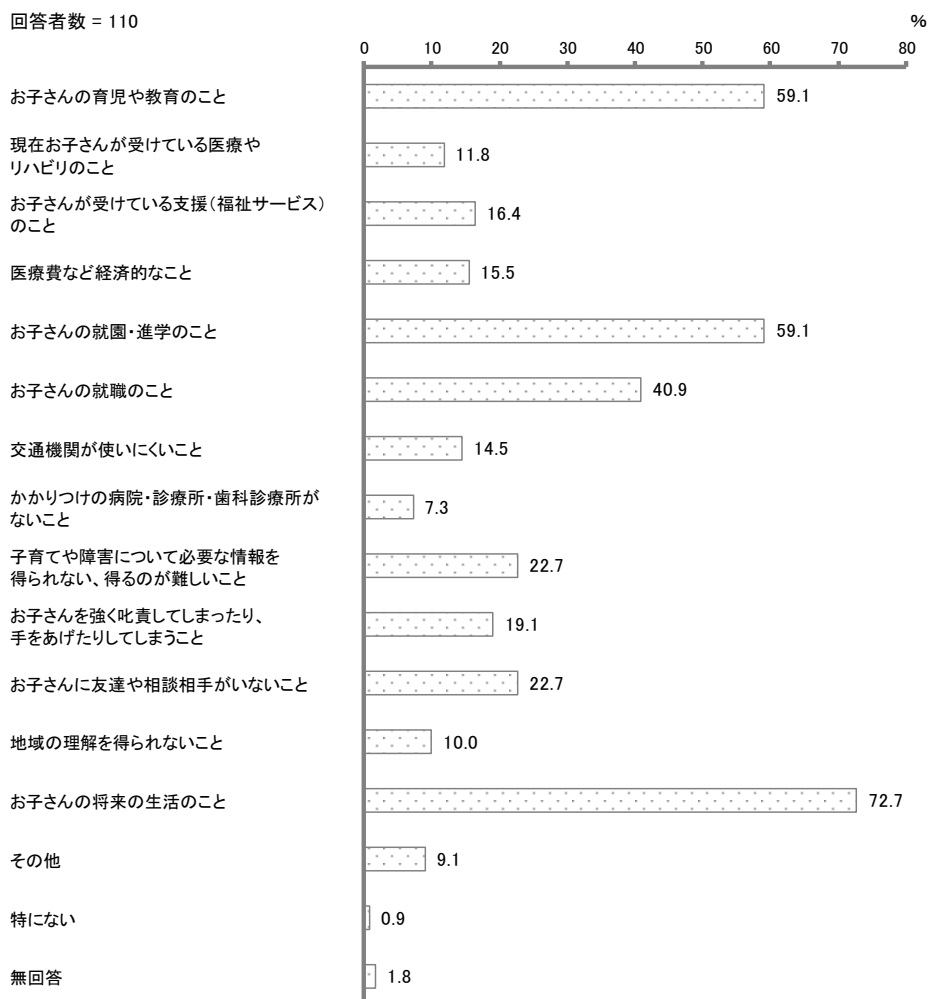 回答者数 = 110
%
0 10 20 30 40 50 60 70 80
お子さんの育児や教育のこと 59.1
現在お子さんが受けている医療や
リハビリのこと 11.8
お子さんが受けている支援(福祉サービス)
のこと 16.4
医療費など経済的なこと 15.5
お子さんの就園・進学のこと 59.1
お子さんの就職のこと 40.9
交通機関が使いにくいこと 14.5
かかりつけの病院・診療所・歯科診療所が
ないこと 7.3
子育てや障害について必要な情報を
得られない、得るのが難しいこと 22.7
お子さんを強く叱責してしまったり、
手をあげたりしてしまうこと 19.1
お子さんに友達や相談相手がいないこと 22.7
地域の理解を得られないこと 10.0
お子さんの将来の生活のこと 72.7
その他 9.1
特にない 0.9
無回答 1.8